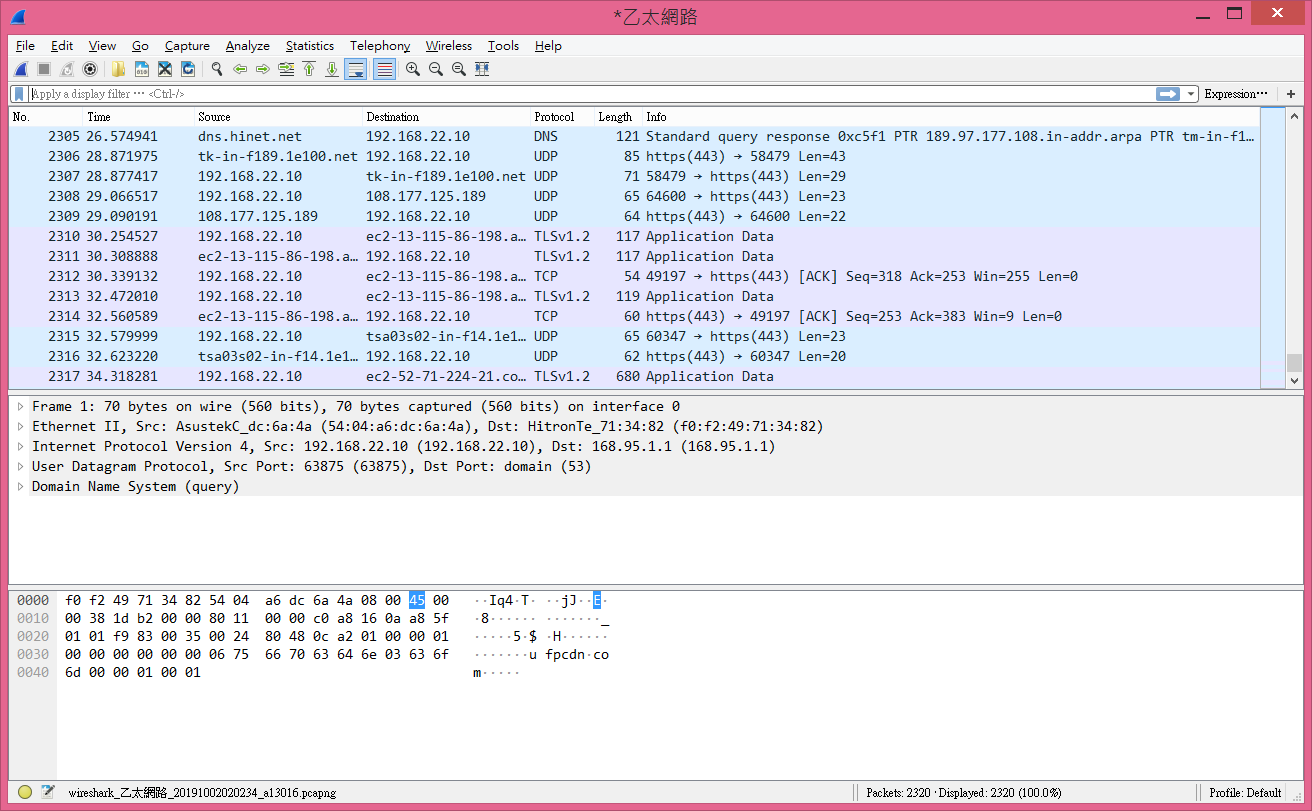 *乙太網路
File Edit View Go Capture Analyze Statistics Telephony Wireless Tools Help
Apply a display filter ··· <Ctrl-/> Expression··· +
No. Time Source Destination Protocol Length Info
2305 26.574941 dns.hinet.net 192.168.22.10 DNS 121 Standard query response 0xc5f1 PTR 189.97.177.108.in-addr.arpa PTR tm-in-f1…
2306 28.871975 tk-in-f189.1e100.net 192.168.22.10 UDP 85 https(443) → 58479 Len=43
2307 28.877417 192.168.22.10 tk-in-f189.1e100.net UDP 71 58479 → https(443) Len=29
2308 29.066517 192.168.22.10 108.177.125.189 UDP 65 64600 → https(443) Len=23
2309 29.090191 108.177.125.189 192.168.22.10 UDP 64 https(443) → 64600 Len=22
2310 30.254527 192.168.22.10 ec2-13-115-86-198.a… TLSv1.2 117 Application Data
2311 30.308888 ec2-13-115-86-198.a… 192.168.22.10 TLSv1.2 117 Application Data
2312 30.339132 192.168.22.10 ec2-13-115-86-198.a… TCP 54 49197 → https(443) [ACK] Seq=318 Ack=253 Win=255 Len=0
2313 32.472010 192.168.22.10 ec2-13-115-86-198.a… TLSv1.2 119 Application Data
2314 32.560589 ec2-13-115-86-198.a… 192.168.22.10 TCP 60 https(443) → 49197 [ACK] Seq=253 Ack=383 Win=9 Len=0
2315 32.579999 192.168.22.10 tsa03s02-in-f14.1e1… UDP 65 60347 → https(443) Len=23
2316 32.623220 tsa03s02-in-f14.1e1… 192.168.22.10 UDP 62 https(443) → 60347 Len=20
2317 34.318281 192.168.22.10 ec2-52-71-224-21.co… TLSv1.2 680 Application Data
Frame 1: 70 bytes on wire (560 bits), 70 bytes captured (560 bits) on interface 0
Ethernet II, Src: AsustekC_dc:6a:4a (54:04:a6:dc:6a:4a), Dst: HitronTe_71:34:82 (f0:f2:49:71:34:82)
Internet Protocol Version 4, Src: 192.168.22.10 (192.168.22.10), Dst: 168.95.1.1 (168.95.1.1)
User Datagram Protocol, Src Port: 63875 (63875), Dst Port: domain (53)
Domain Name System (query)
0000 f0 f2 49 71 34 82 54 04 a6 dc 6a 4a 08 00 45 00 ··Iq4·T· ··jJ··E·
0010 00 38 1d b2 00 00 80 11 00 00 c0 a8 16 0a a8 5f ·8······ ·······_
0020 01 01 f9 83 00 35 00 24 80 48 0c a2 01 00 00 01 ·····5·$ ·H······
0030 00 00 00 00 00 00 06 75 66 70 63 64 6e 03 63 6f ·······u fpcdn·co
0040 6d 00 00 01 00 01 m·····
wireshark_乙太網路_20191002020234_a13016.pcapng Packets: 2320 · Displayed: 2320 (100.0%) Profile: Default